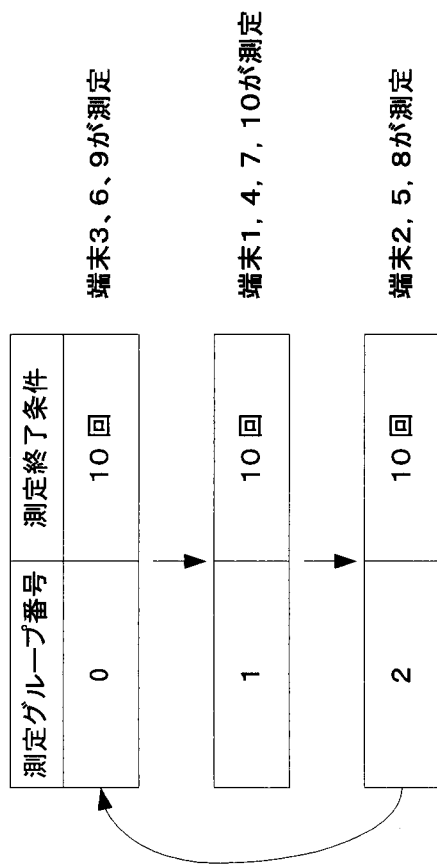 測定グループ番号 測定終了条件
0 10回 端末3、6、9が測定
1 10回 端末1, 4, 7, 10が測定
2 10回 端末2, 5, 8が測定